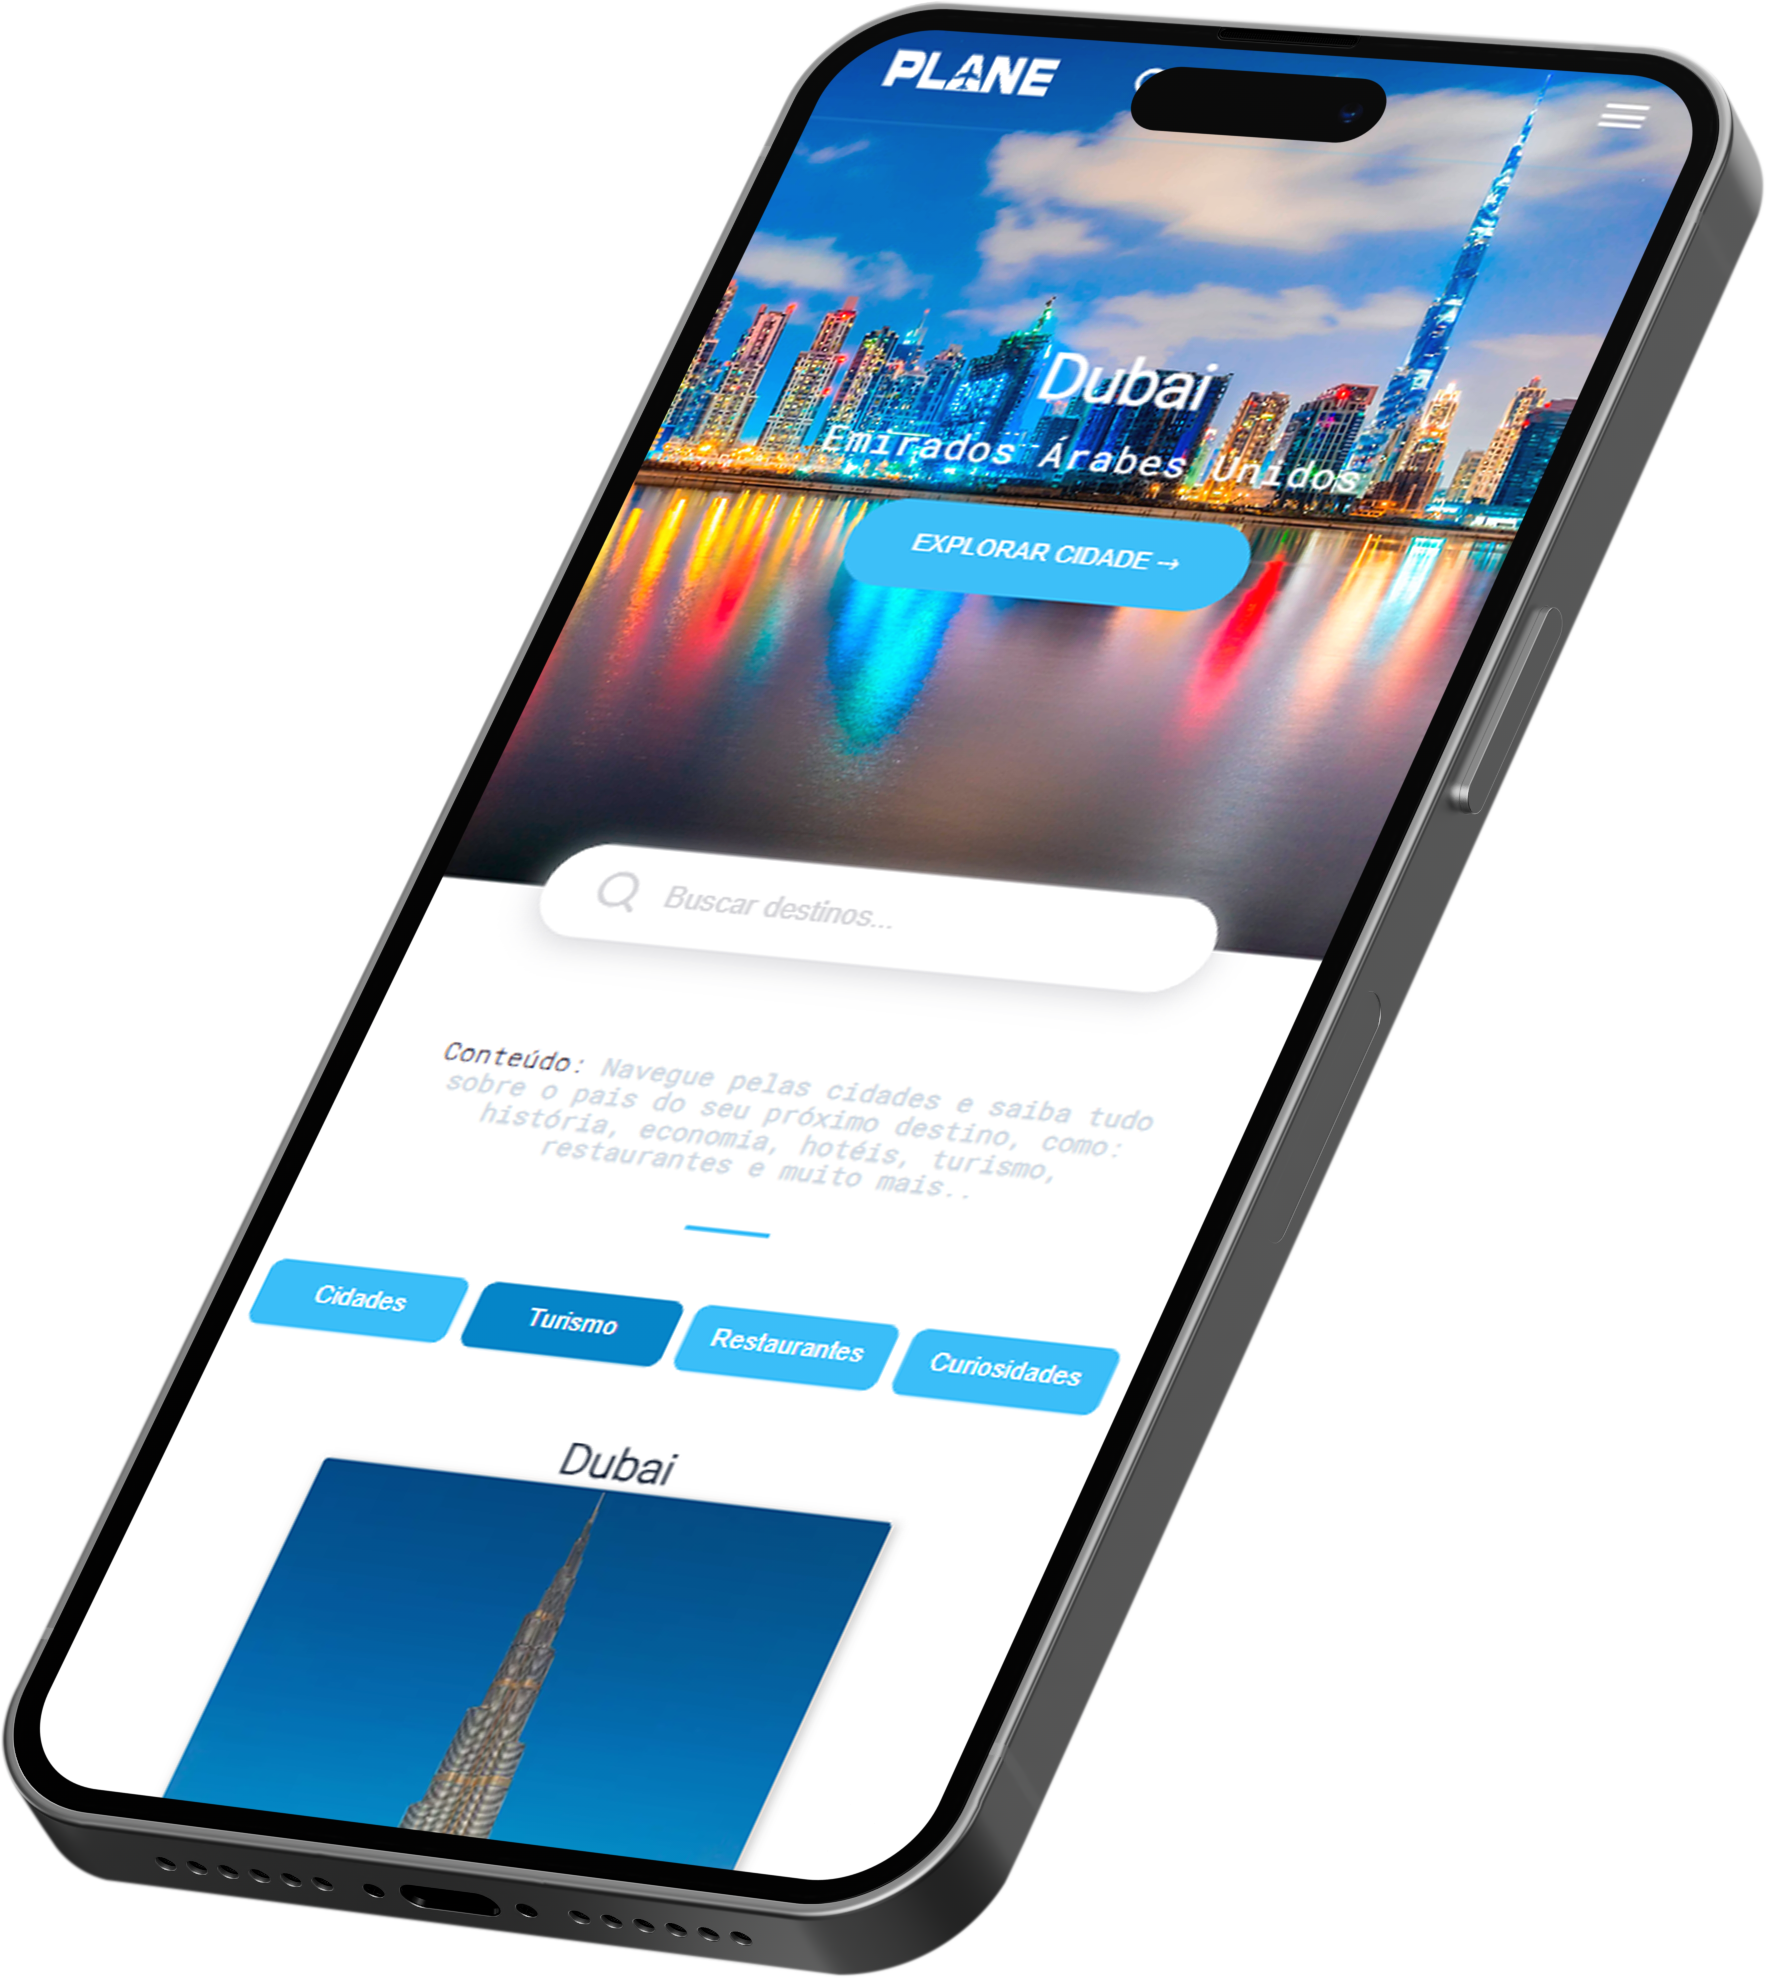 PLANE
Dubai
Emirados Árabes Unidos
EXPLORAR CIDADE →
Buscar destinos...
Conteúdo: Navegue pelas cidades e saiba tudo
sobre o pais do seu próximo destino, como:
história, economia, hotéis, turismo,
restaurantes e muito mais..
Cidades
Turismo
Restaurantes
Curiosidades
Dubai